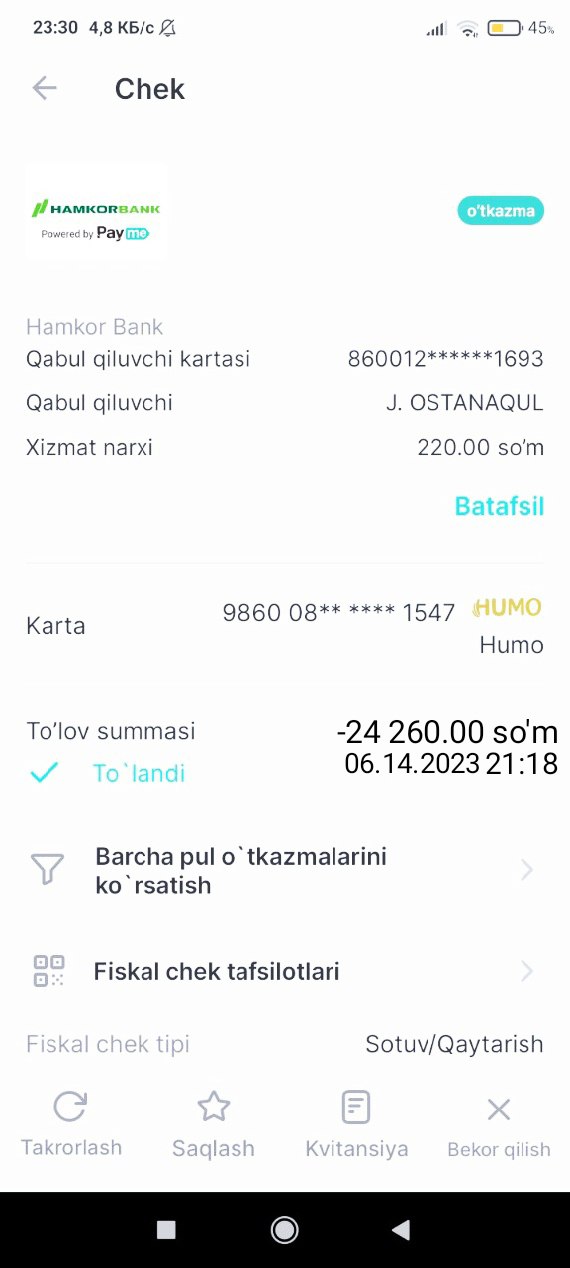 23:30 4,8 КБ/с 45%
Chek
HAMKORBANK
Powered by Payme
o'tkazma
Hamkor Bank
Qabul qiluvchi kartasi 860012******1693
Qabul qiluvchi J. OSTANAQUL
Xizmat narxi 220.00 so'm
Batafsil
Karta 9860 08** **** 1547 HUMO
Humo
To'lov summasi -24 260.00 so'm
To`landi 06.14.2023 21:18
Barcha pul o`tkazmalarini
ko`rsatish
Fiskal chek tafsilotlari
Fiskal chek tipi Sotuv/Qaytarish
Takrorlash Saqlash Kvitansiya Bekor qilish